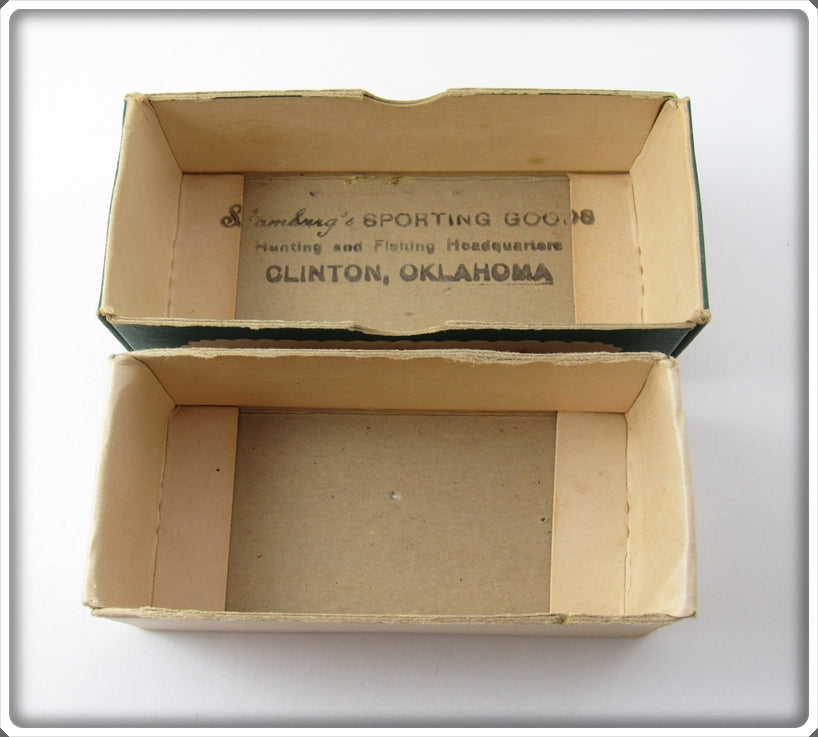 SPORTING GOODS
Hunting and Fishing Headquarters
CLINTON, OKLAHOMA